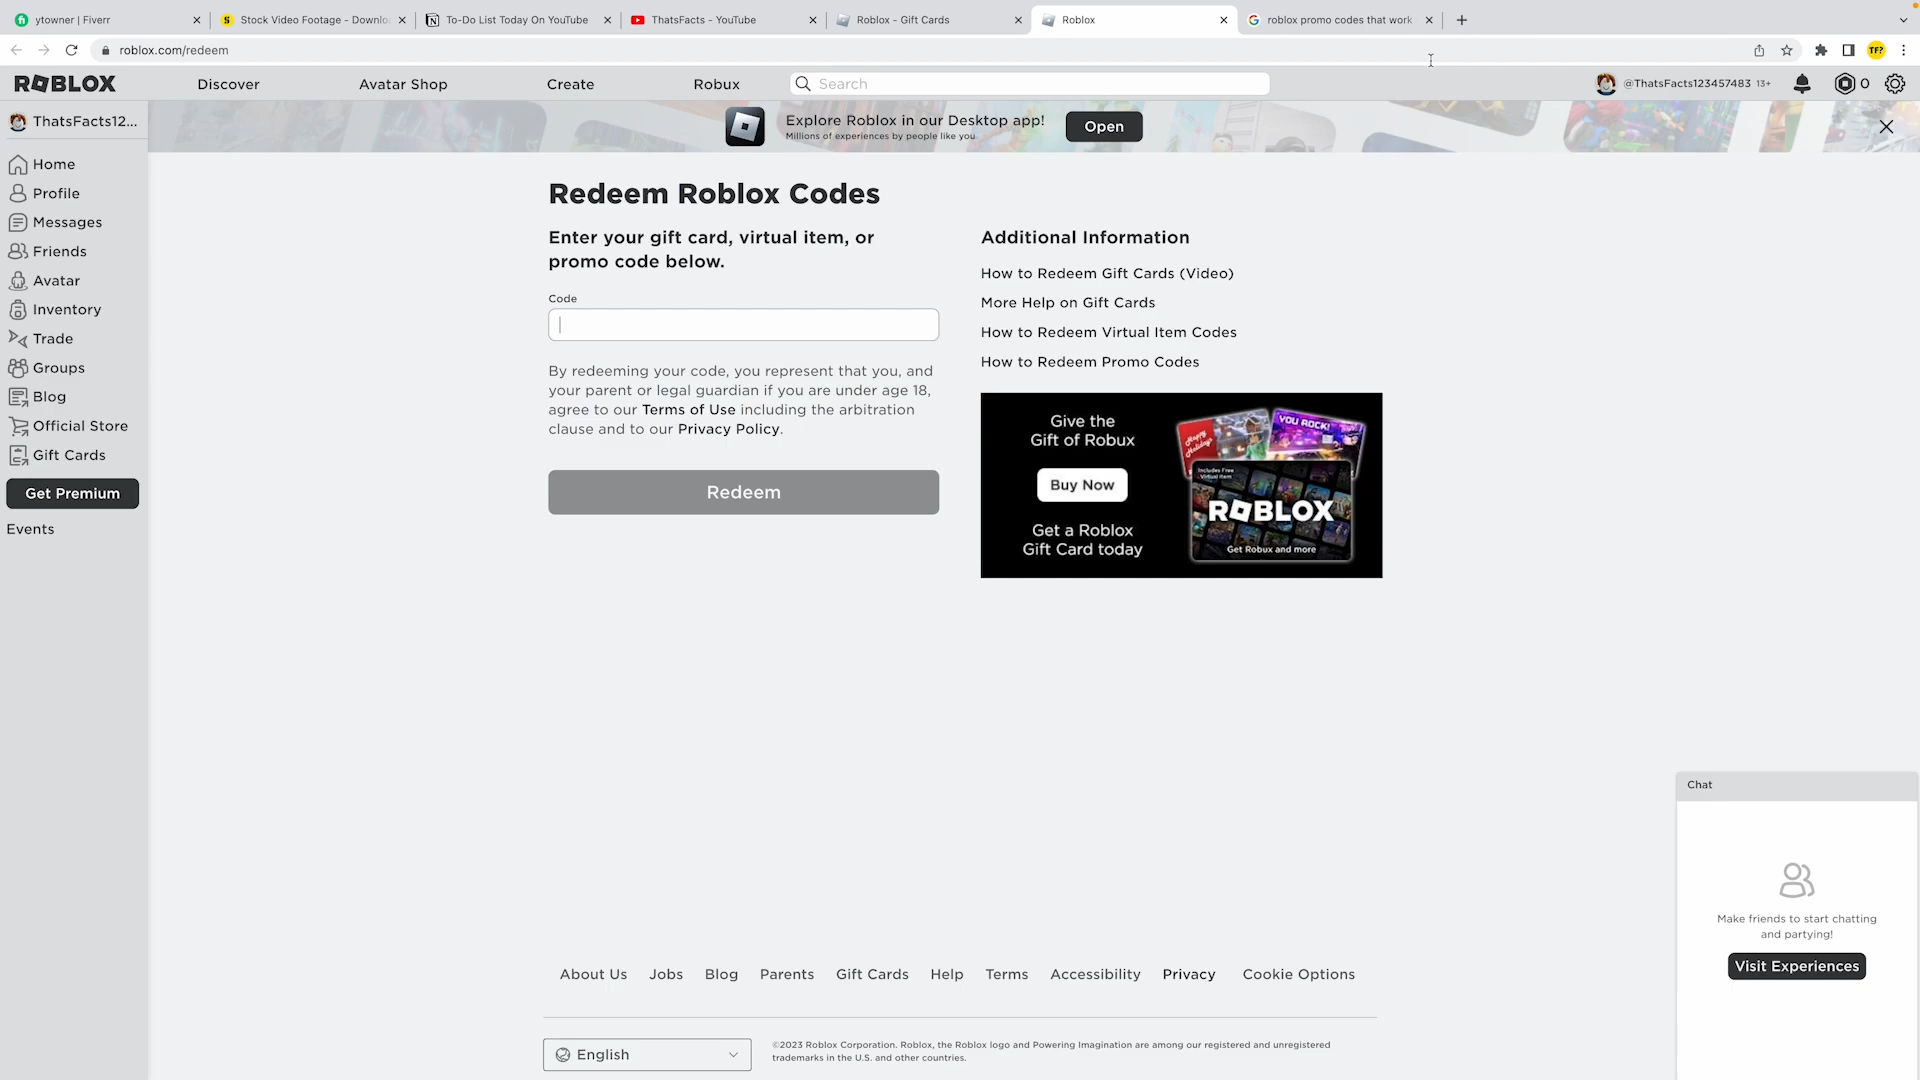 ytowner | Fiverr
Stock Video Footage - Downlo
To-Do List Today On YouTube
ThatsFacts - YouTube
Roblox - Gift Cards
Roblox
roblox promo codes that work
roblox.com/redeem
TF?
ROBLOX
Discover
Avatar Shop
Create
Robux
Search
@ThatsFacts123457483 13+
0
ThatsFacts12...
Explore Roblox in our Desktop app!
Millions of experiences by people like you
Open
Home
Profile
Messages
Friends
Avatar
Inventory
Trade
Groups
Blog
Official Store
Gift Cards
Get Premium
Events
Redeem Roblox Codes
Enter your gift card, virtual item, or
promo code below.
Code
By redeeming your code, you represent that you, and
your parent or legal guardian if you are under age 18,
agree to our Terms of Use including the arbitration
clause and to our Privacy Policy.
Redeem
Additional Information
How to Redeem Gift Cards (Video)
More Help on Gift Cards
How to Redeem Virtual Item Codes
How to Redeem Promo Codes
Give the
Gift of Robux
Buy Now
Get a Roblox
Gift Card today
Happy
Holidays
YOU ROCK!
Includes Free
Virtual Item
ROBLOX
Get Robux and more
Chat
Make friends to start chatting
and partying!
Visit Experiences
About Us
Jobs
Blog
Parents
Gift Cards
Help
Terms
Accessibility
Privacy
Cookie Options
English
©2023 Roblox Corporation. Roblox, the Roblox logo and Powering Imagination are among our registered and unregistered
trademarks in the U.S. and other countries.